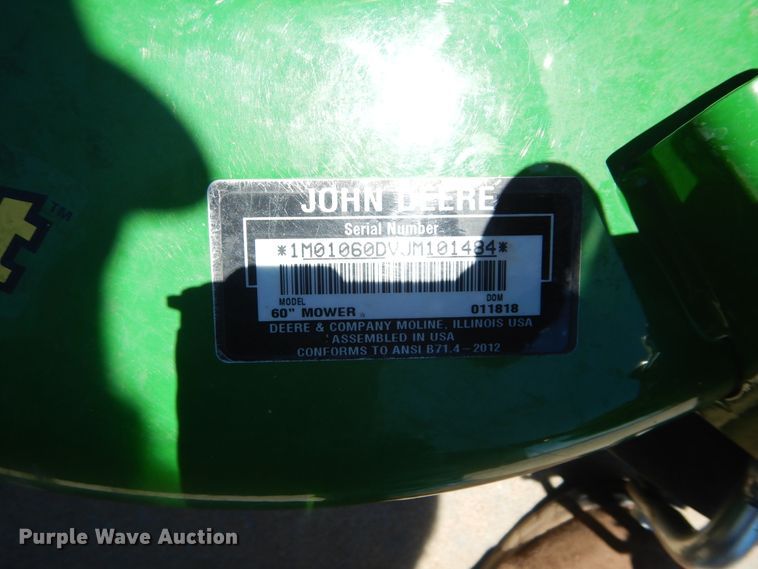 JOHN DEERE
Serial Number
*1M01060DVJM101484*
MODEL DOM
60" MOWER 011818
DEERE & COMPANY MOLINE, ILLINOIS USA
ASSEMBLED IN USA
CONFORMS TO ANSI B71.4-2012
TM
Purple Wave Auction